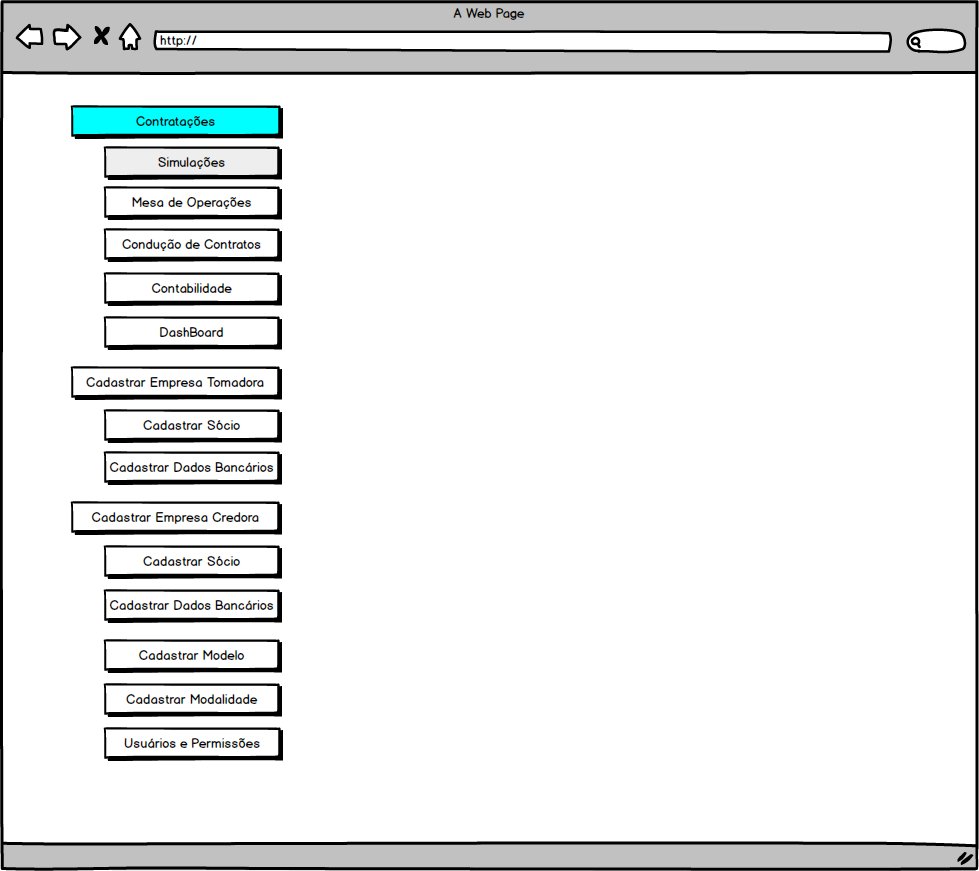 A Web Page
http://
Contratações
Simulações
Mesa de Operações
Condução de Contratos
Contabilidade
DashBoard
Cadastrar Empresa Tomadora
Cadastrar Sócio
Cadastrar Dados Bancários
Cadastrar Empresa Credora
Cadastrar Sócio
Cadastrar Dados Bancários
Cadastrar Modelo
Cadastrar Modalidade
Usuários e Permissões